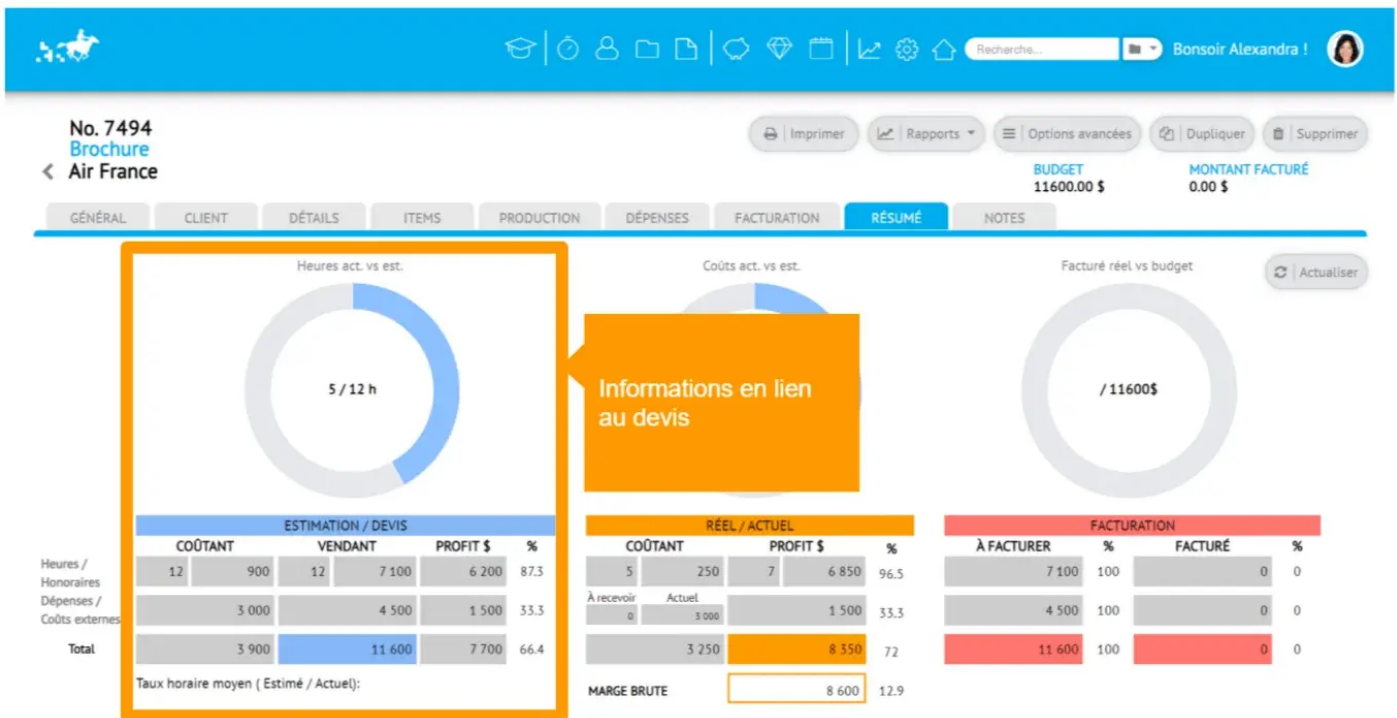 Recherche...
Bonsoir Alexandra !
No. 7494
Brochure
Air France
Imprimer
Rapports
Options avancées
Dupliquer
Supprimer
BUDGET
11600.00 $
MONTANT FACTURÉ
0.00 $
GÉNÉRAL CLIENT DÉTAILS ITEMS PRODUCTION DÉPENSES FACTURATION RÉSUMÉ NOTES
Heures act. vs est.
Coûts act. vs est.
Facturé réel vs budget
Actualiser
5 / 12 h
Informations en lien
au devis
/ 11600$
ESTIMATION / DEVIS
RÉEL / ACTUEL
FACTURATION
COÛTANT VENDANT PROFIT $ %
COÛTANT PROFIT $ %
À FACTURER % FACTURÉ %
Heures /
Honoraires
12 900 12 7 100 6 200 87.3
5 250 7 6 850 96.5
7 100 100 0 0
Dépenses /
Coûts externes
3 000 4 500 1 500 33.3
À recevoir Actuel
0 3 000 1 500 33.3
4 500 100 0 0
Total
3 900 11 600 7 700 66.4
3 250 8 350 72
11 600 100 0 0
Taux horaire moyen ( Estimé / Actuel):
MARGE BRUTE 8 600 12.9